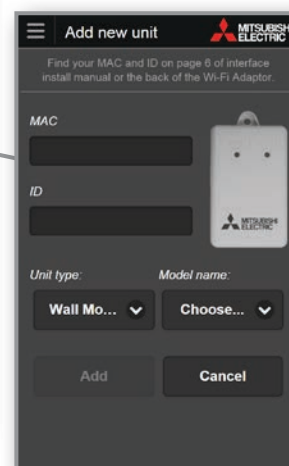 Add new unit
MITSUBISHI
ELECTRIC
Find your MAC and ID on page 6 of interface
install manual or the back of the Wi-Fi Adaptor.
MAC
MITSUBISHI
ELECTRIC
ID
Unit type:
Model name:
Wall Mo...
Choose...
Add
Cancel